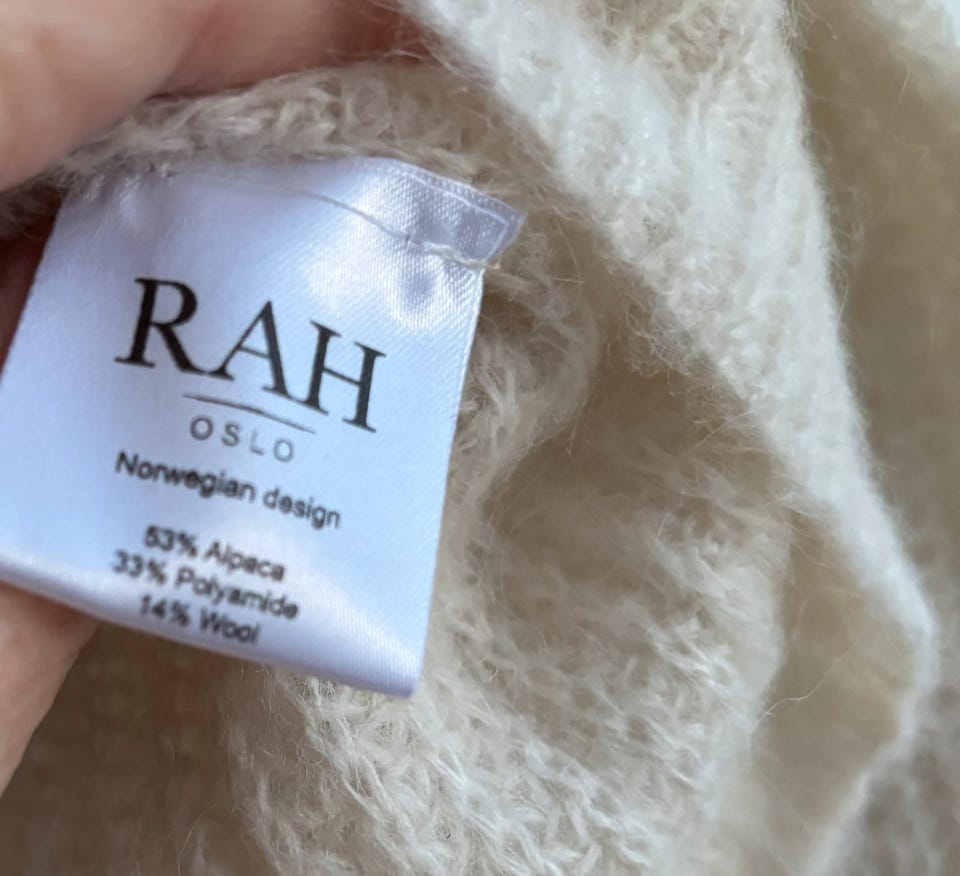 RAH
OSLO
Norwegian design
53% Alpaca
33% Polyamide
14% Wool